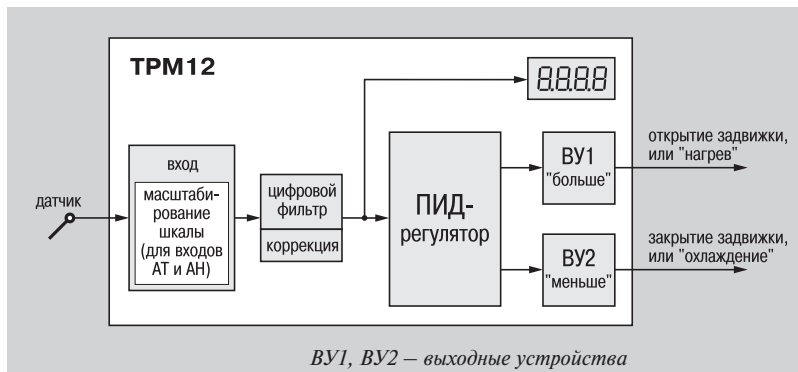 ТРМ12
8.8.8.8
датчик
вход
масштаби-
рование
шкалы
(для входов
АТ и АН)
цифровой
фильтр
коррекция
ПИД-
регулятор
ВУ1
"больше"
ВУ2
"меньше"
открытие задвижки,
или "нагрев"
закрытие задвижки,
или "охлаждение"
ВУ1, ВУ2 – выходные устройства